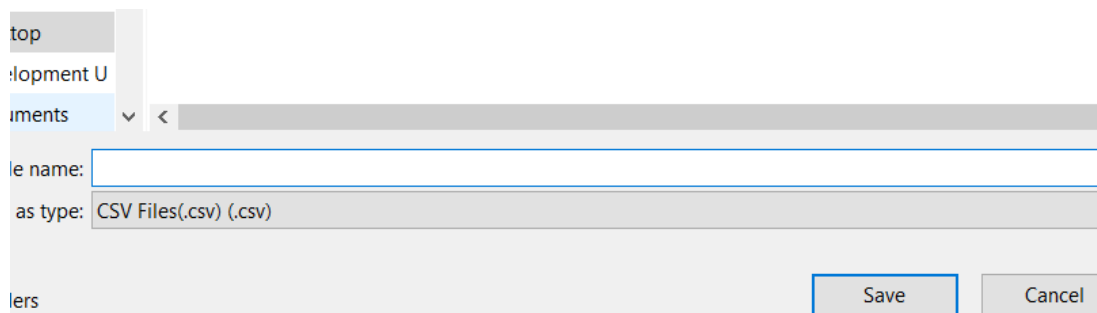 top
elopment U
uments
le name:
as type: CSV Files(.csv) (.csv)
lers
Save Cancel